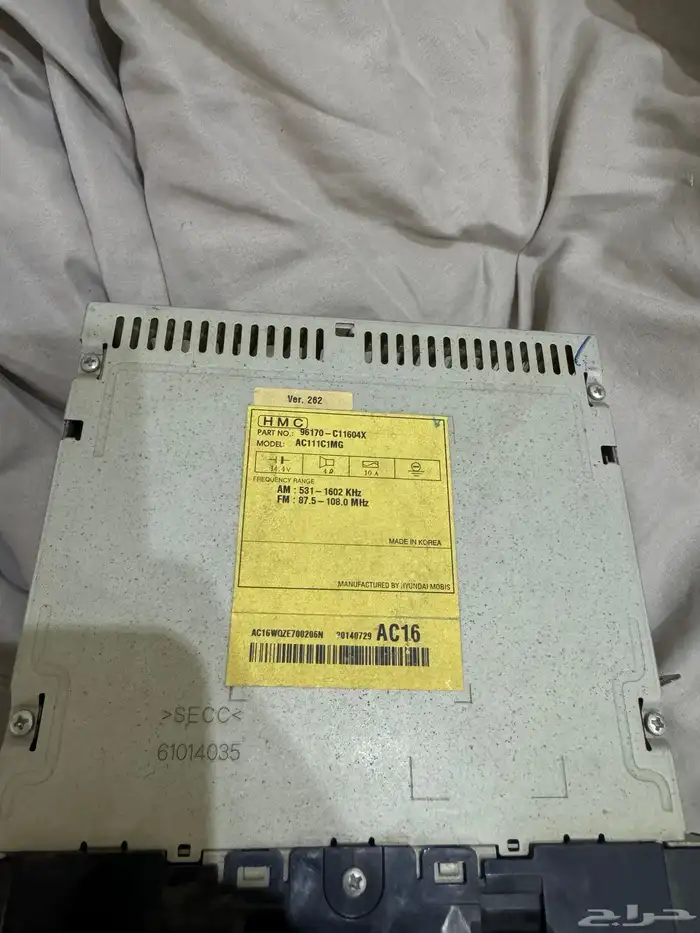 Ver. 262
HMC
PART NO.: 96170-C11604X
MODEL: AC111C1MG
14.4V 4Ω 10A
FREQUENCY RANGE
AM : 531-1602 KHz
FM : 87.5-108.0 MHz
MADE IN KOREA
MANUFACTURED BY HYUNDAI MOBIS
AC16WQZE700206N 20140729 AC16
>SECC<
61014035
حراج